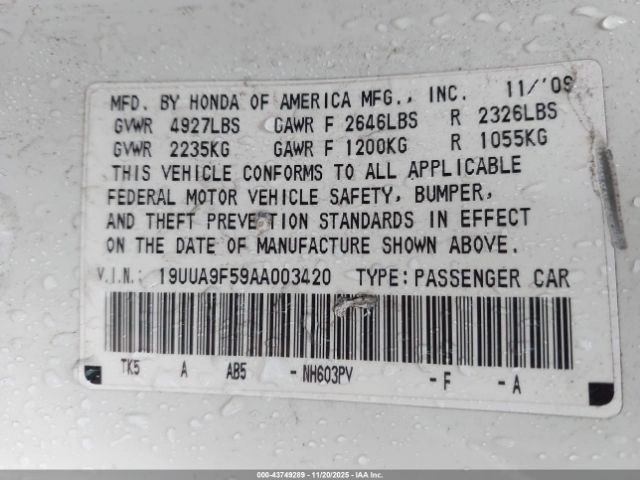 MFD. BY HONDA OF AMERICA MFG., INC. 11/'09
GVWR 4927LBS GAWR F 2646LBS R 2326LBS
GVWR 2235KG GAWR F 1200KG R 1055KG
THIS VEHICLE CONFORMS TO ALL APPLICABLE
FEDERAL MOTOR VEHICLE SAFETY, BUMPER,
AND THEFT PREVENTION STANDARDS IN EFFECT
ON THE DATE OF MANUFACTURE SHOWN ABOVE.
V.I.N.: 19UUA9F59AA003420 TYPE: PASSENGER CAR
TK5 A AB5 -NH603PV -F -A
000-43749289 - 11/20/2025 - IAA Inc.